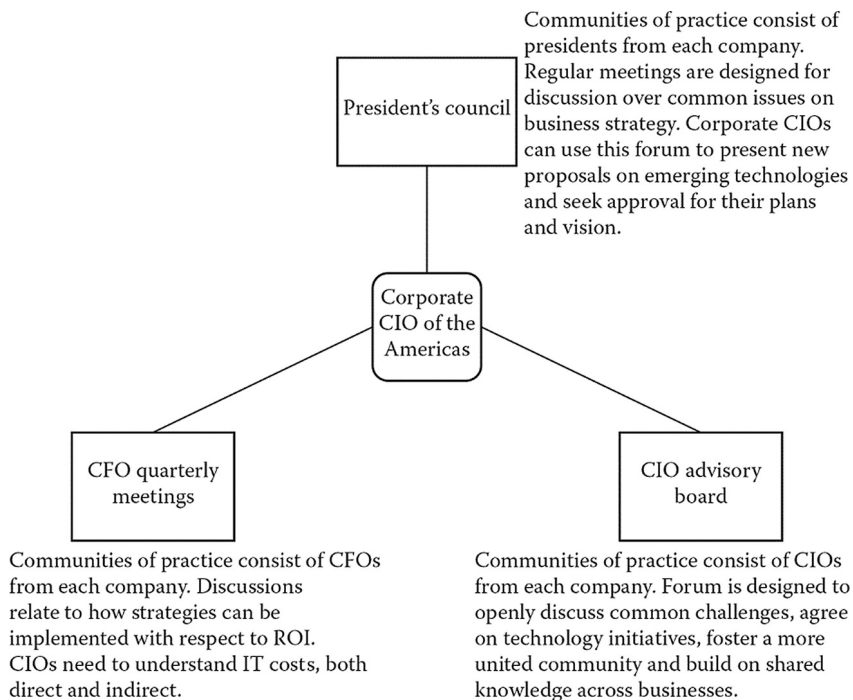 Communities of practice consist of
presidents from each company.
Regular meetings are designed for
discussion over common issues on
business strategy. Corporate CIOs
can use this forum to present new
proposals on emerging technologies
and seek approval for their plans
and vision.
President’s council
Corporate
CIO of the
Americas
CFO quarterly
meetings
Communities of practice consist of CFOs
from each company. Discussions
relate to how strategies can be
implemented with respect to ROI.
CIOs need to understand IT costs, both
direct and indirect.
CIO advisory
board
Communities of practice consist of CIOs
from each company. Forum is designed to
openly discuss common challenges, agree
on technology initiatives, foster a more
united community and build on shared
knowledge across businesses.